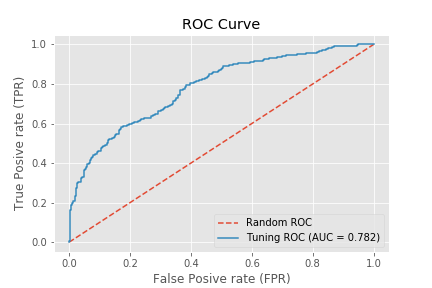 ROC Curve
True Posive rate (TPR)
1.0
0.8
0.6
0.4
0.2
0.0
Random ROC
Tuning ROC (AUC = 0.782)
0.0 0.2 0.4 0.6 0.8 1.0
False Posive rate (FPR)